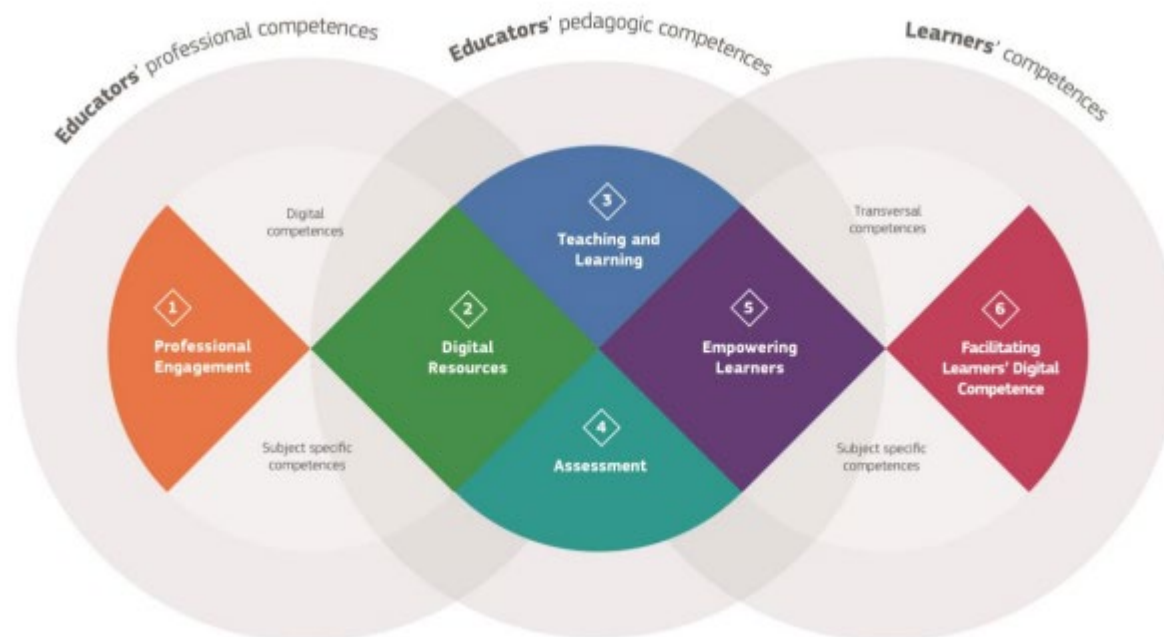 Educators' professional competences
Educators' pedagogic competences
Learners' competences
Digital
competences
Subject specific
competences
1
Professional
Engagement
2
Digital
Resources
3
Teaching and
Learning
4
Assessment
5
Empowering
Learners
Transversal
competences
Subject specific
competences
6
Facilitating
Learners' Digital
Competence